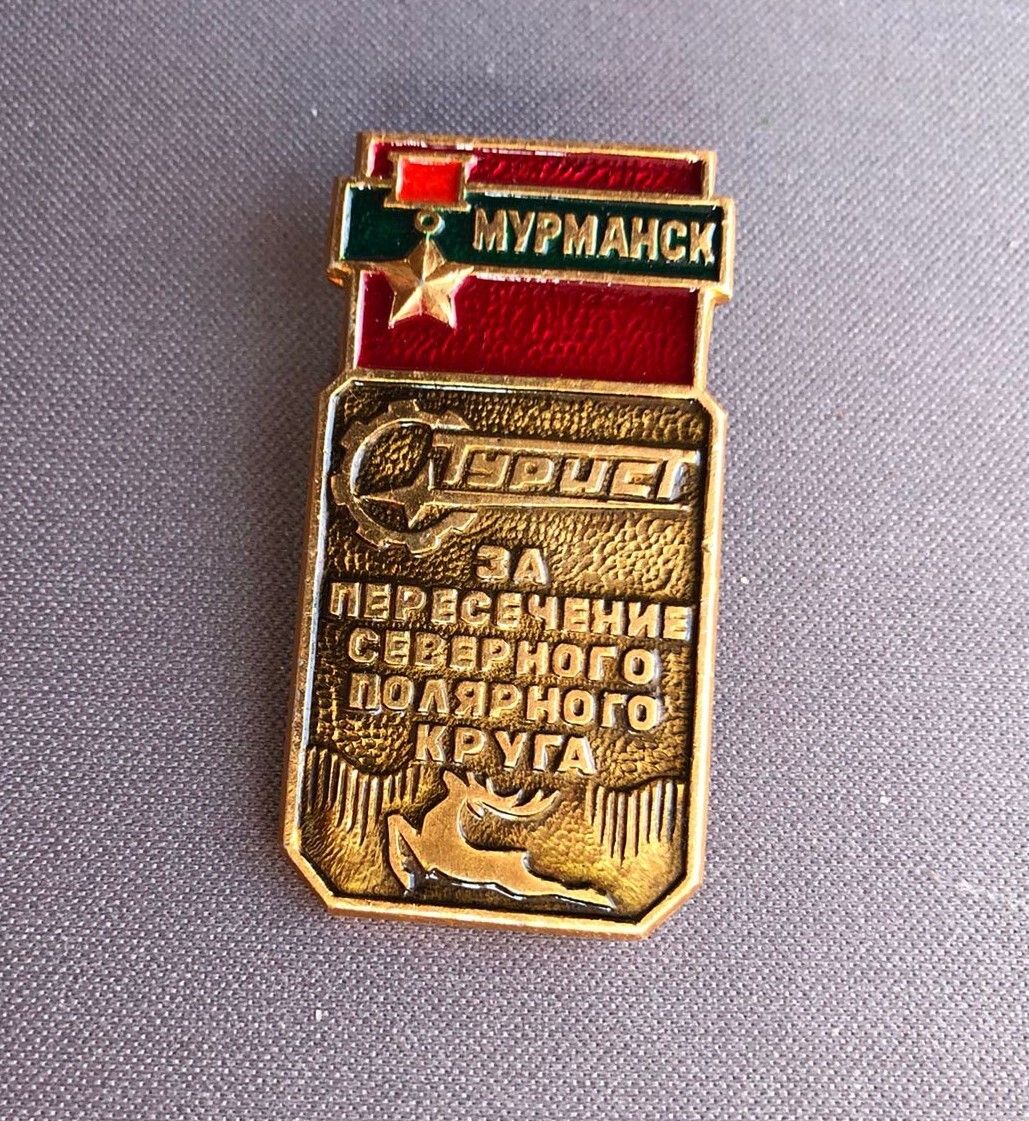 МУРМАНСК
ТУРИСТ
ЗА
ПЕРЕСЕЧЕНИЕ
СЕВЕРНОГО
ПОЛЯРНОГО
КРУГА